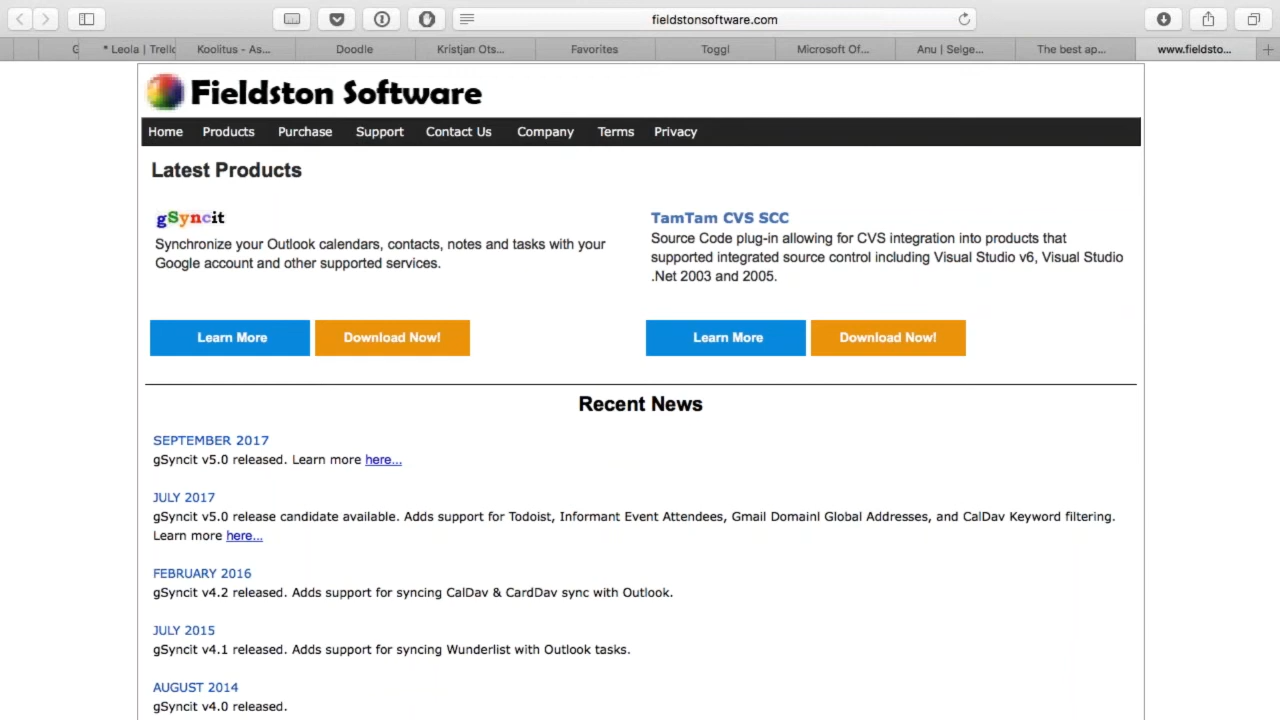 fieldstonsoftware.com
* Leola | Trello
Koolitus - As...
Doodle
Kristjan Ots...
Favorites
Toggl
Microsoft Of...
Anu | Selge...
The best ap...
www.fieldsto...
Fieldston Software
Home Products Purchase Support Contact Us Company Terms Privacy
Latest Products
gSyncit
Synchronize your Outlook calendars, contacts, notes and tasks with your
Google account and other supported services.
Learn More Download Now!
TamTam CVS SCC
Source Code plug-in allowing for CVS integration into products that
supported integrated source control including Visual Studio v6, Visual Studio
.Net 2003 and 2005.
Learn More Download Now!
Recent News
SEPTEMBER 2017
gSyncit v5.0 released. Learn more here...
JULY 2017
gSyncit v5.0 release candidate available. Adds support for Todoist, Informant Event Attendees, Gmail Domainl Global Addresses, and CalDav Keyword filtering.
Learn more here...
FEBRUARY 2016
gSyncit v4.2 released. Adds support for syncing CalDav & CardDav sync with Outlook.
JULY 2015
gSyncit v4.1 released. Adds support for syncing Wunderlist with Outlook tasks.
AUGUST 2014
gSyncit v4.0 released.